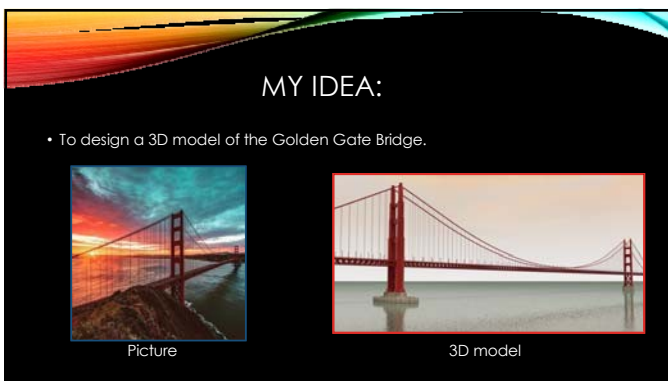 MY IDEA:
• To design a 3D model of the Golden Gate Bridge.
Picture
3D model